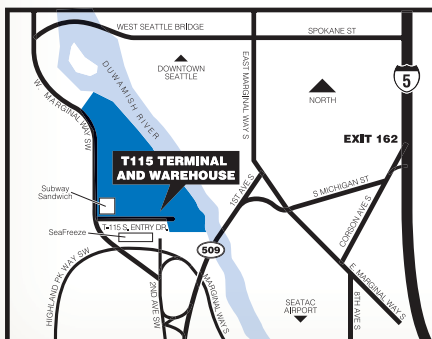 WEST SEATTLE BRIDGE
SPOKANE ST
DOWNTOWN
SEATTLE
DUWAMISH RIVER
EAST MARGINAL WAY S
NORTH
5
W. MARGINAL WAY SW
EXIT 162
T115 TERMINAL
AND WAREHOUSE
1ST AVE S
S MICHIGAN ST
CORSON AVE S
Subway
Sandwich
T-115 S. ENTRY DR.
SeaFreeze
509
HIGHLAND PK WAY SW
2ND AVE SW
MARGINAL WAY S
E. MARGINAL WAY S
SEATAC
AIRPORT
8TH AVE S